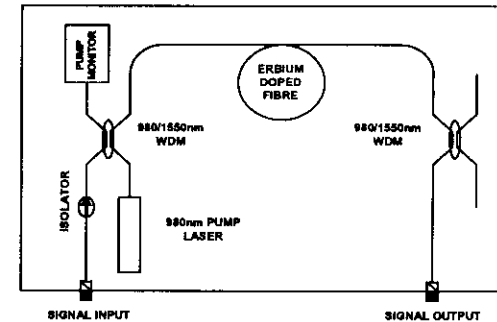 PUMP
MONITOR
ERBIUM
DOPED
FIBRE
980/1550nm
WDM
980/1550nm
WDM
ISOLATOR
980nm PUMP
LASER
SIGNAL INPUT
SIGNAL OUTPUT